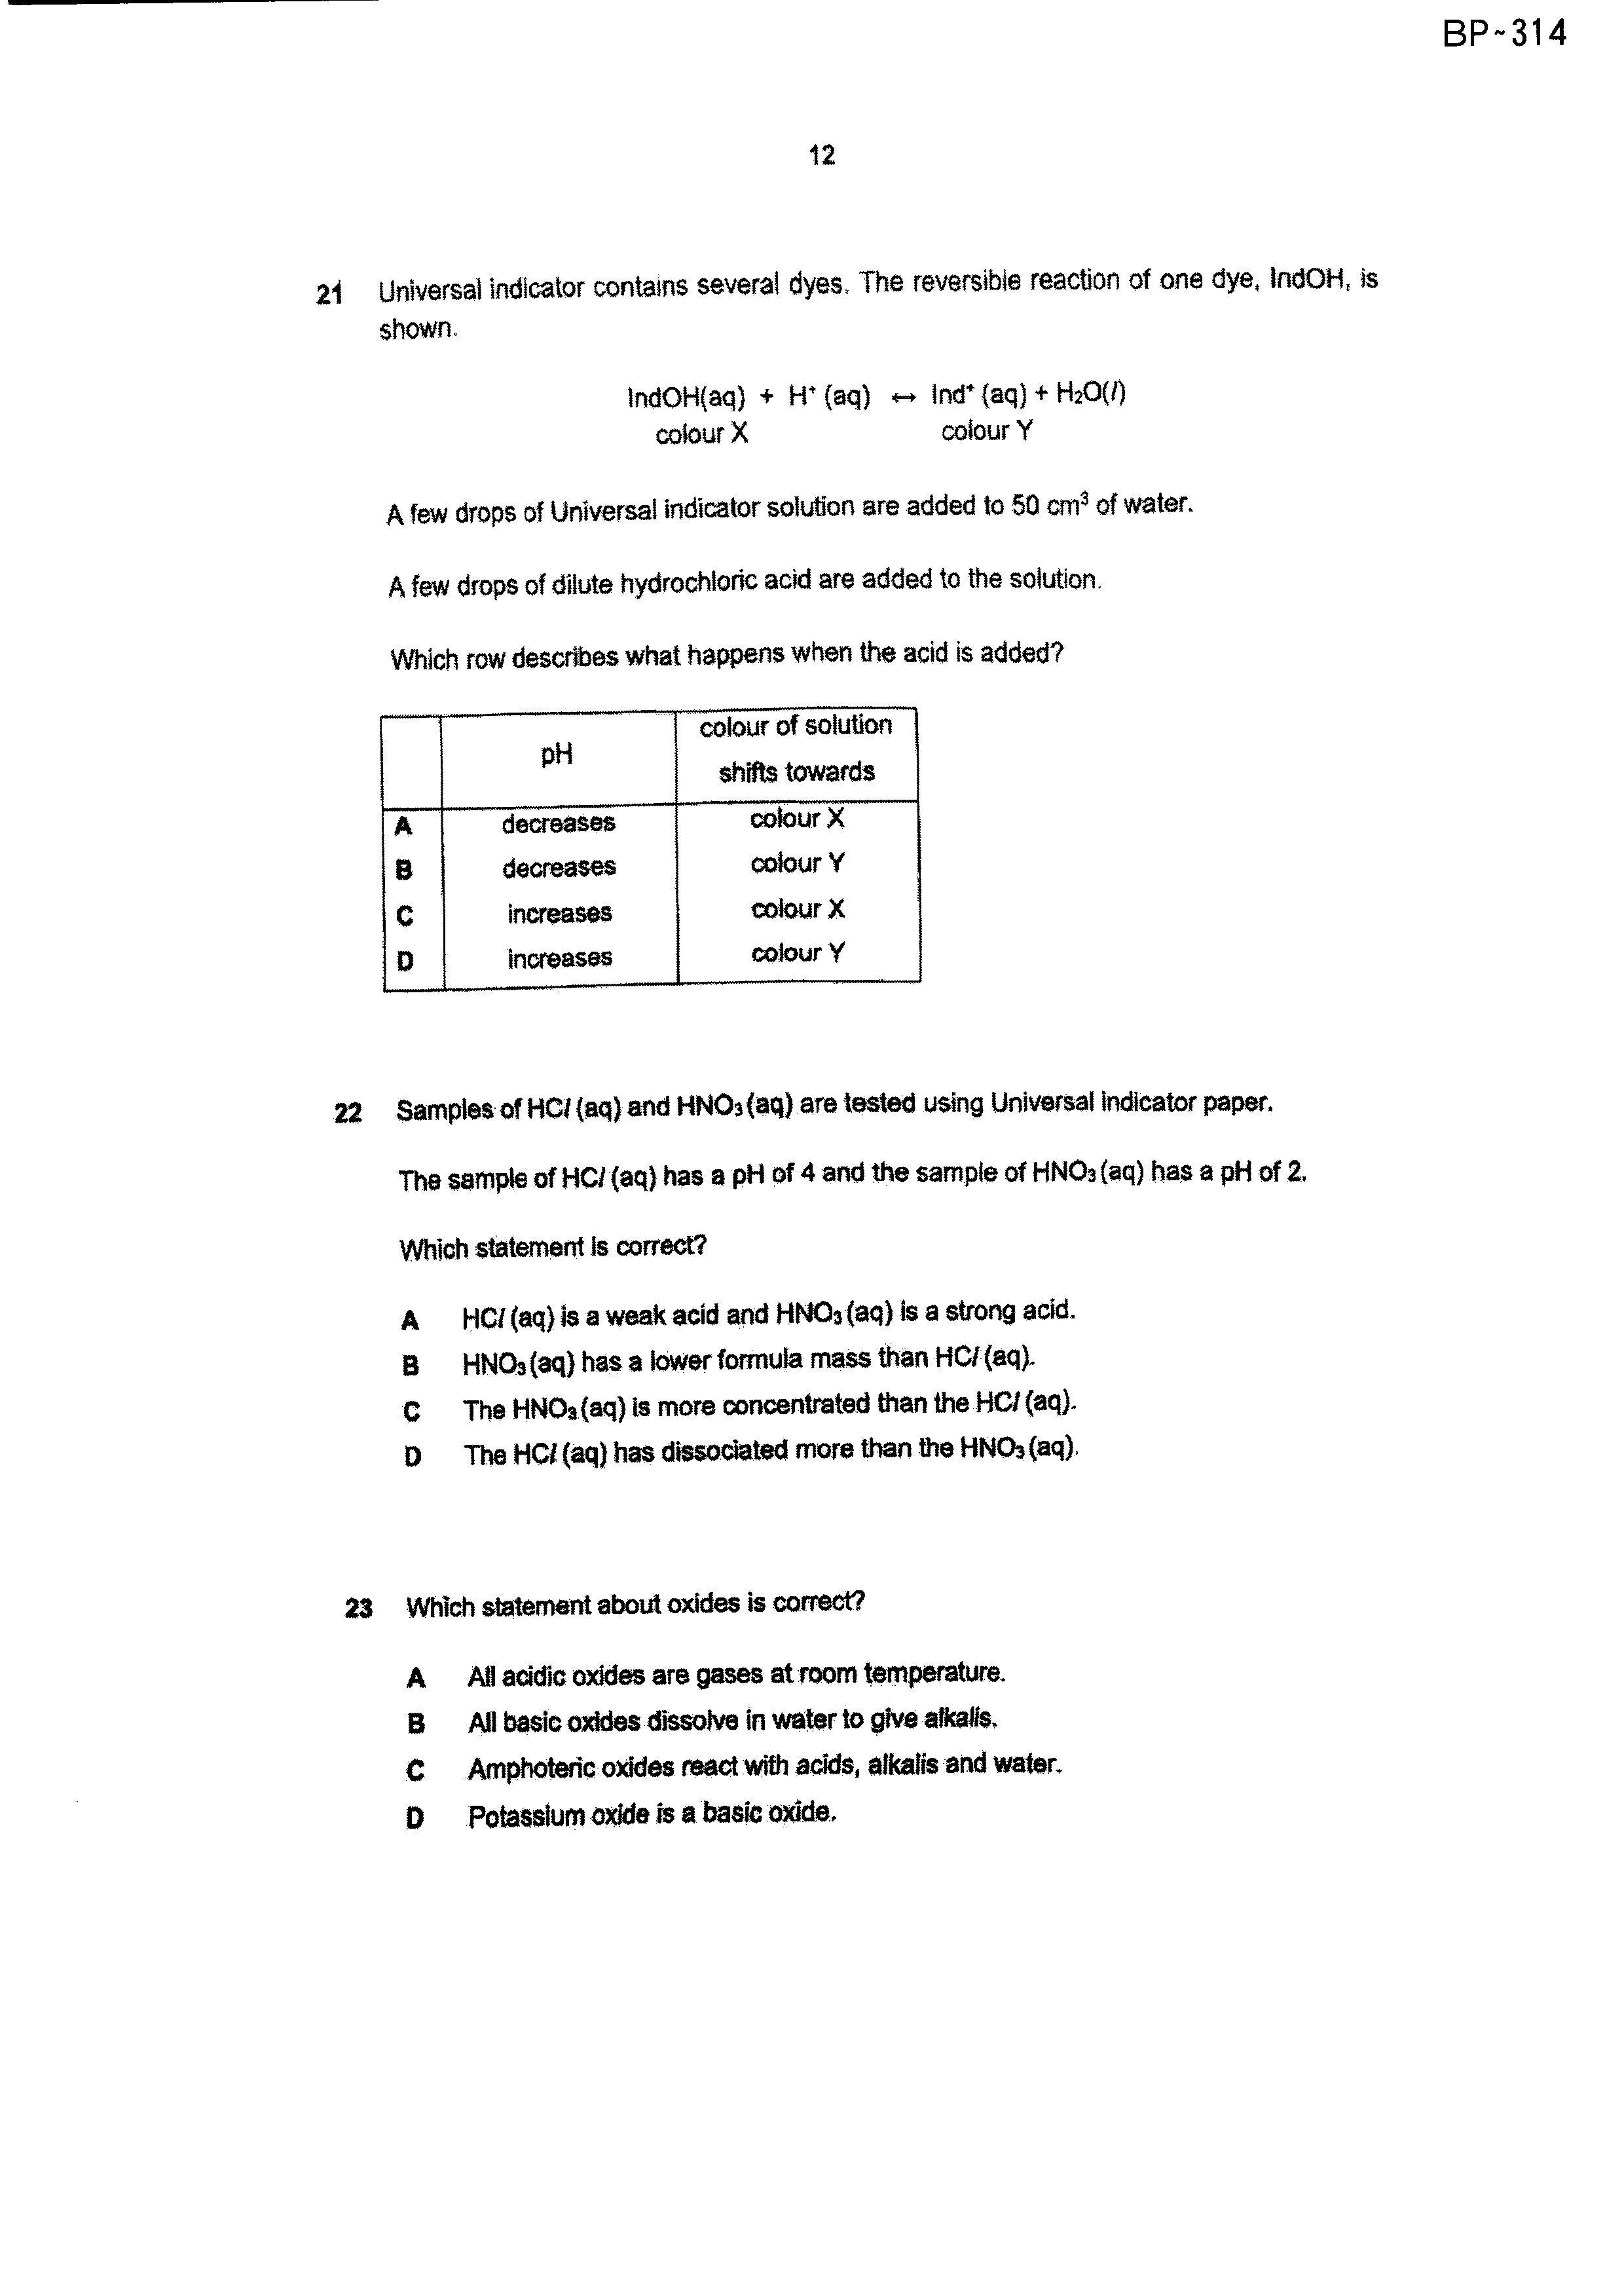 BP~314
12
21 Universal indicator contains several dyes. The reversible reaction of one dye, IndOH, is
shown.
IndOH(aq) + H⁺ (aq) ↔ Ind⁺ (aq) + H₂O(l)
colour X colour Y
A few drops of Universal indicator solution are added to 50 cm³ of water.
A few drops of dilute hydrochloric acid are added to the solution.
Which row describes what happens when the acid is added?
colour of solution
pH
shifts towards
A decreases colour X
B decreases colour Y
C increases colour X
D increases colour Y
22 Samples of HCl (aq) and HNO₃ (aq) are tested using Universal indicator paper.
The sample of HCl (aq) has a pH of 4 and the sample of HNO₃ (aq) has a pH of 2.
Which statement is correct?
A HCl (aq) is a weak acid and HNO₃ (aq) is a strong acid.
B HNO₃ (aq) has a lower formula mass than HCl (aq).
C The HNO₃ (aq) is more concentrated than the HCl (aq).
D The HCl (aq) has dissociated more than the HNO₃ (aq).
23 Which statement about oxides is correct?
A All acidic oxides are gases at room temperature.
B All basic oxides dissolve in water to give alkalis.
C Amphoteric oxides react with acids, alkalis and water.
D Potassium oxide is a basic oxide.